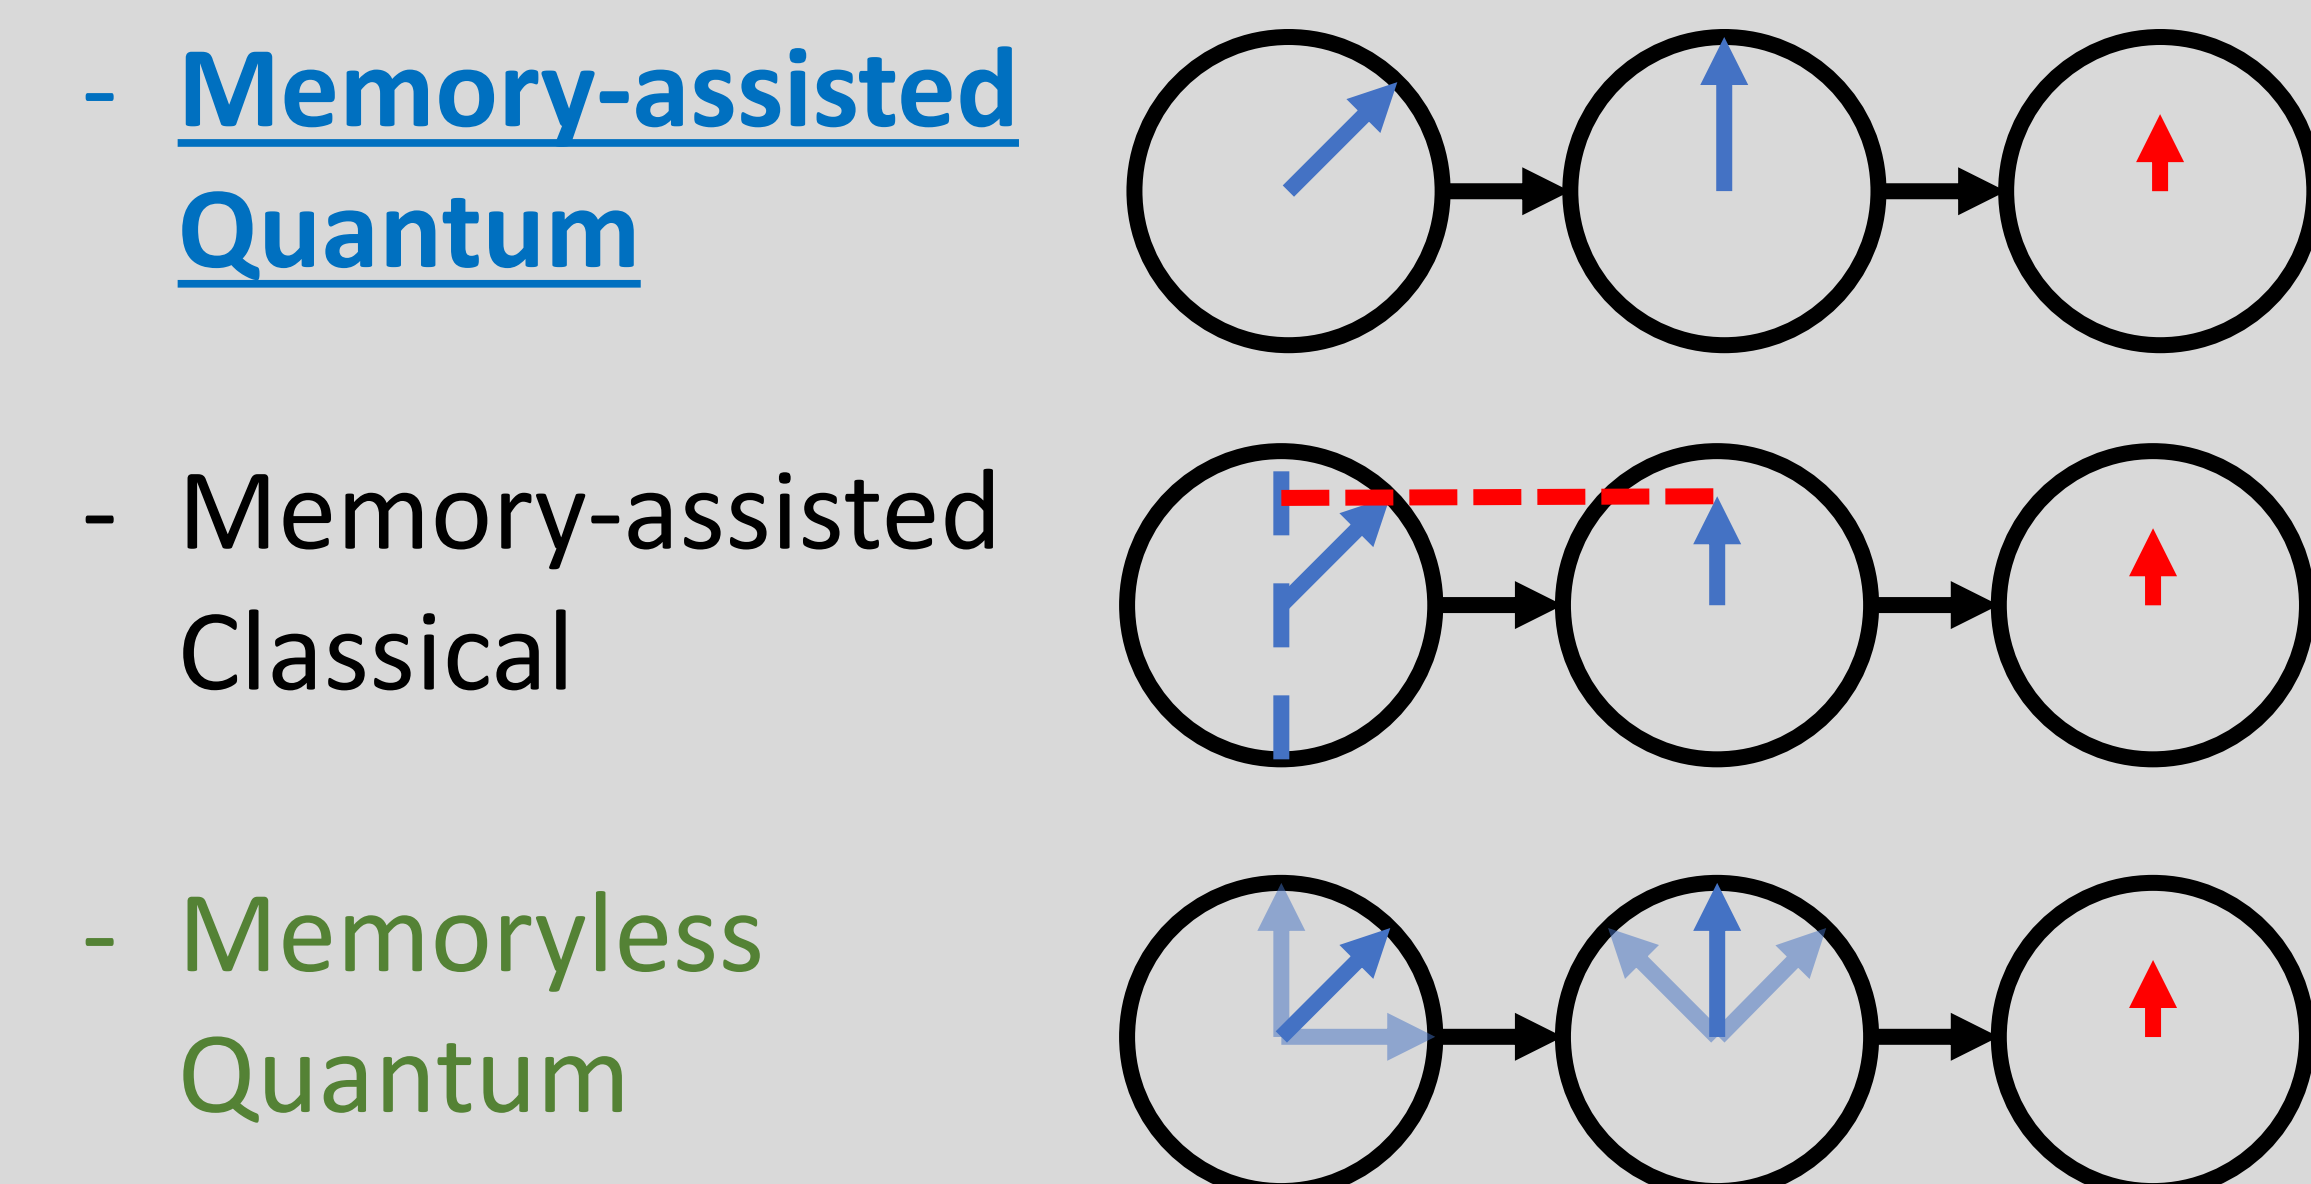 - Memory-assisted
Quantum
- Memory-assisted
Classical
- Memoryless
Quantum